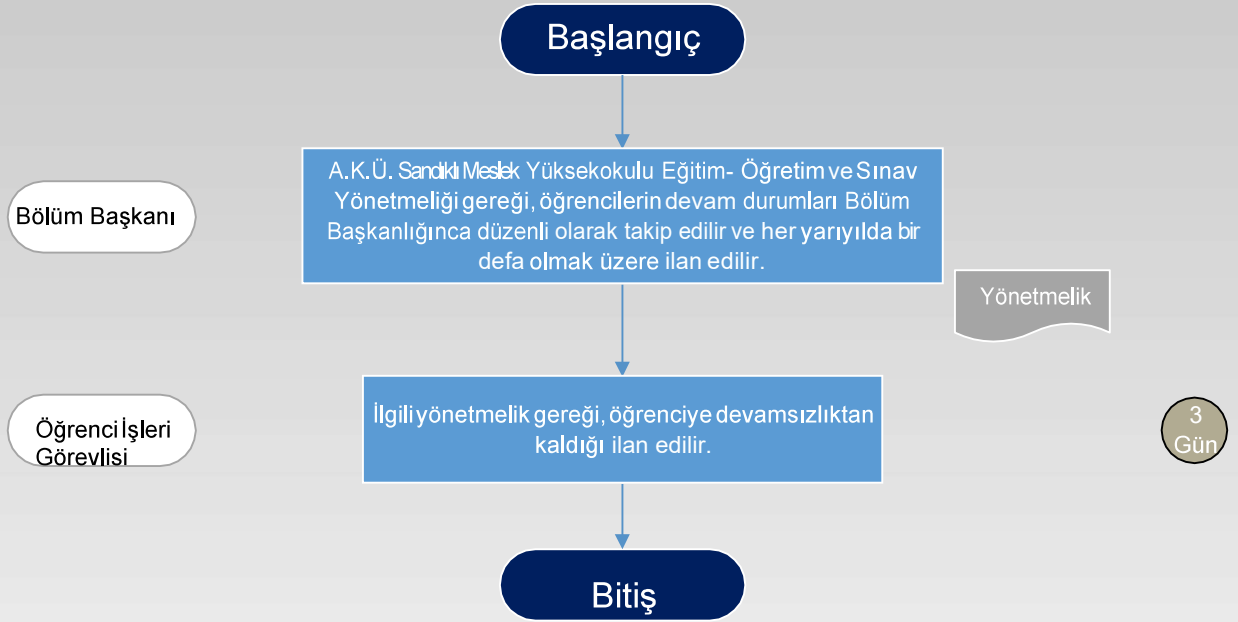 Başlangıç
Bölüm Başkanı
A.K.Ü. Sandıklı Meslek Yüksekokulu Eğitim- Öğretim ve Sınav
Yönetmeliği gereği, öğrencilerin devam durumları Bölüm
Başkanlığınca düzenli olarak takip edilir ve her yarıyılda bir
defa olmak üzere ilan edilir.
Yönetmelik
Öğrenci İşleri
Görevlisi
İlgili yönetmelik gereği, öğrenciye devamsızlıktan
kaldığı ilan edilir.
3
Gün
Bitiş